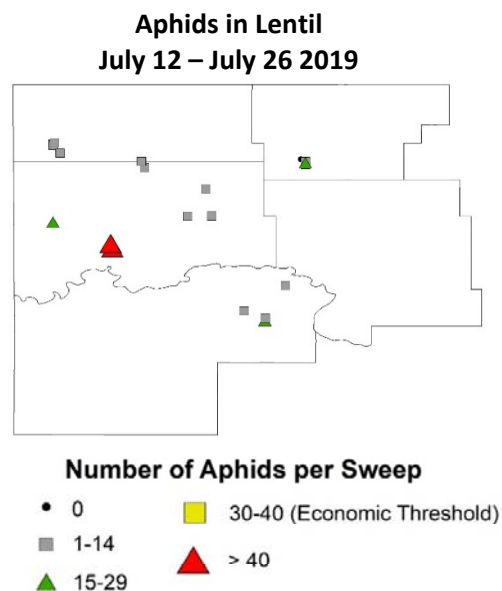 Aphids in Lentil
July 12 – July 26 2019
Number of Aphids per Sweep
0
1-14
15-29
30-40 (Economic Threshold)
> 40